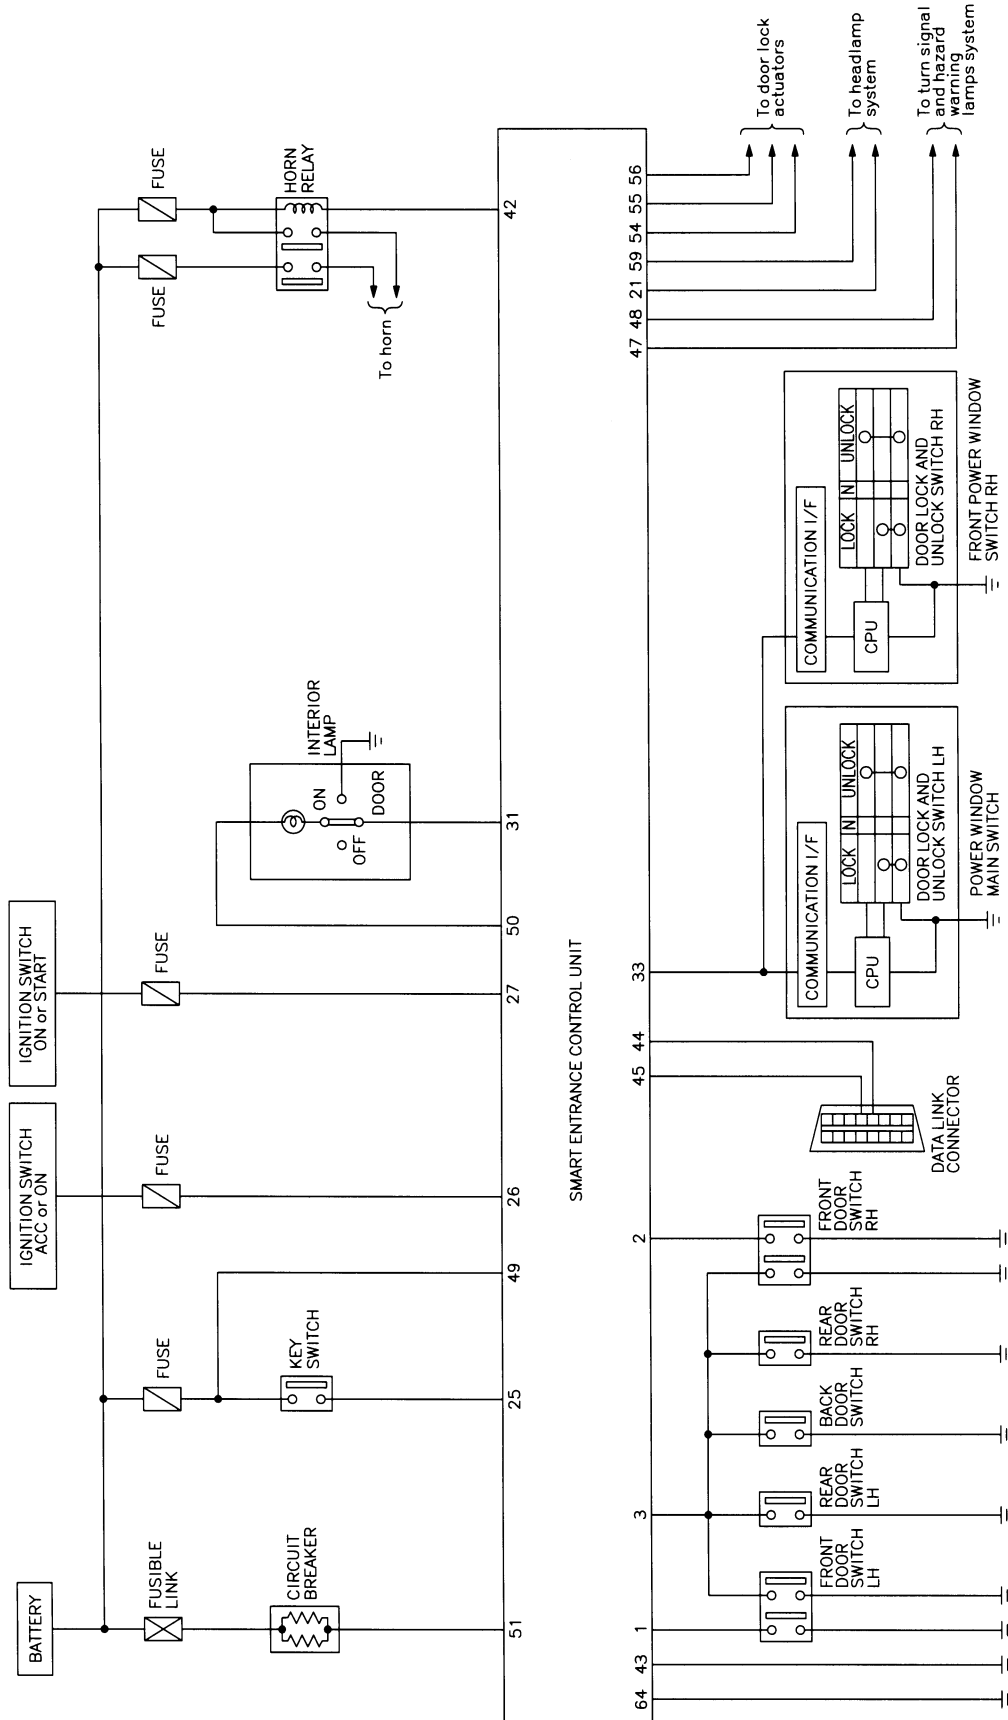 BATTERY
IGNITION SWITCH
ACC or ON
IGNITION SWITCH
ON or START
FUSIBLE
LINK
FUSE
FUSE
FUSE
FUSE
FUSE
CIRCUIT
BREAKER
KEY
SWITCH
INTERIOR
LAMP
ON
OFF
DOOR
HORN
RELAY
To horn
51
25
49
26
27
50
31
42
SMART ENTRANCE CONTROL UNIT
64
43
1
3
2
45
44
33
47
48
21
59
54
55
56
FRONT
DOOR
SWITCH
LH
REAR
DOOR
SWITCH
LH
BACK
DOOR
SWITCH
REAR
DOOR
SWITCH
RH
FRONT
DOOR
SWITCH
RH
DATA LINK
CONNECTOR
COMMUNICATION I/F
CPU
LOCK
N
UNLOCK
DOOR LOCK AND
UNLOCK SWITCH LH
POWER WINDOW
MAIN SWITCH
COMMUNICATION I/F
CPU
LOCK
N
UNLOCK
DOOR LOCK AND
UNLOCK SWITCH RH
FRONT POWER WINDOW
SWITCH RH
To door lock
actuators
To headlamp
system
To turn signal
and hazard
warning
lamps system